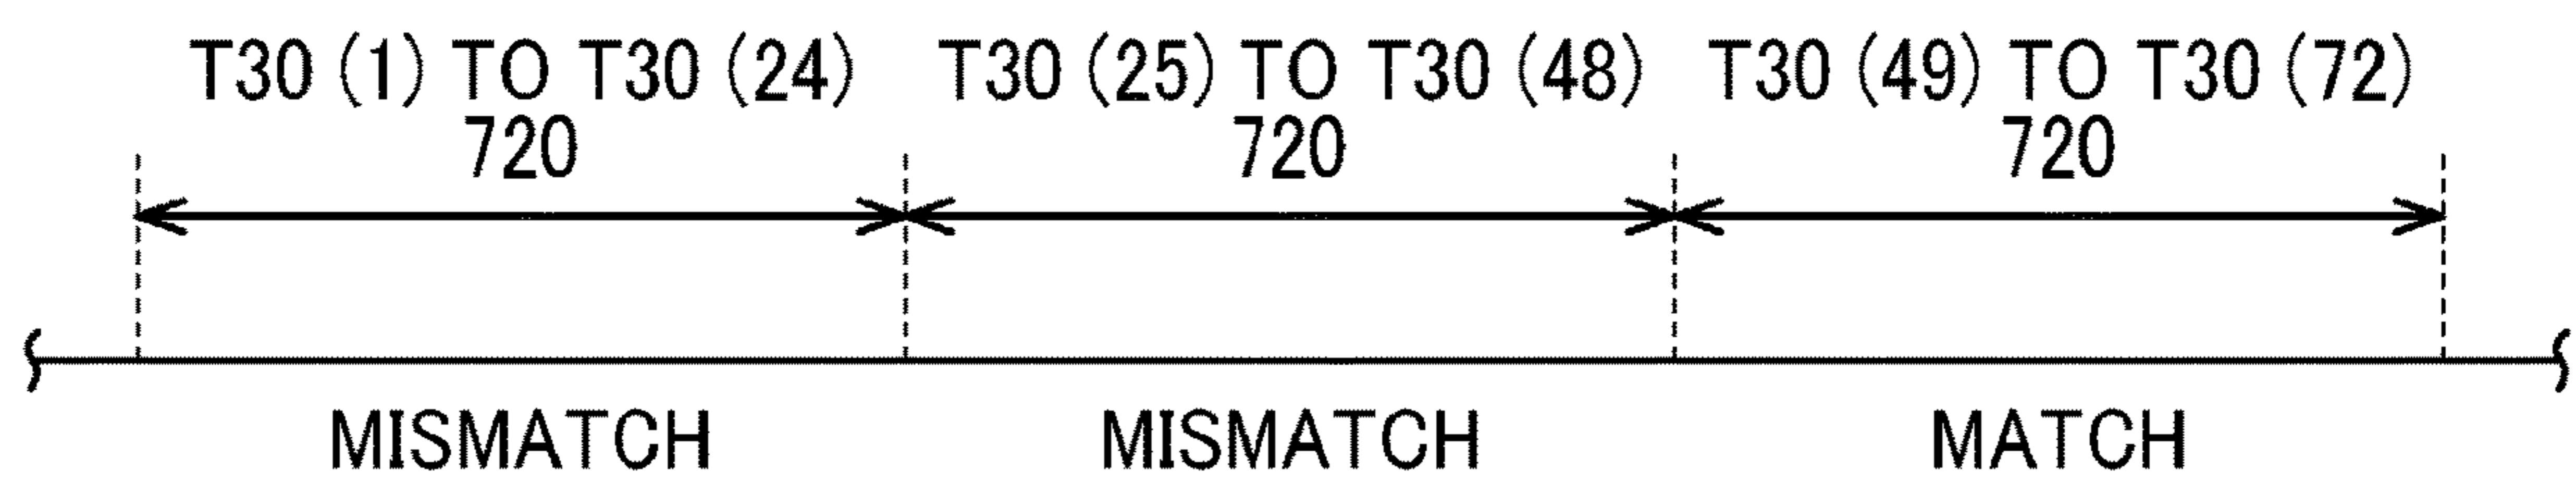 T30 (1) TO T30 (24) T30 (25) TO T30 (48) T30 (49) TO T30 (72)
720 720 720
MISMATCH MISMATCH MATCH